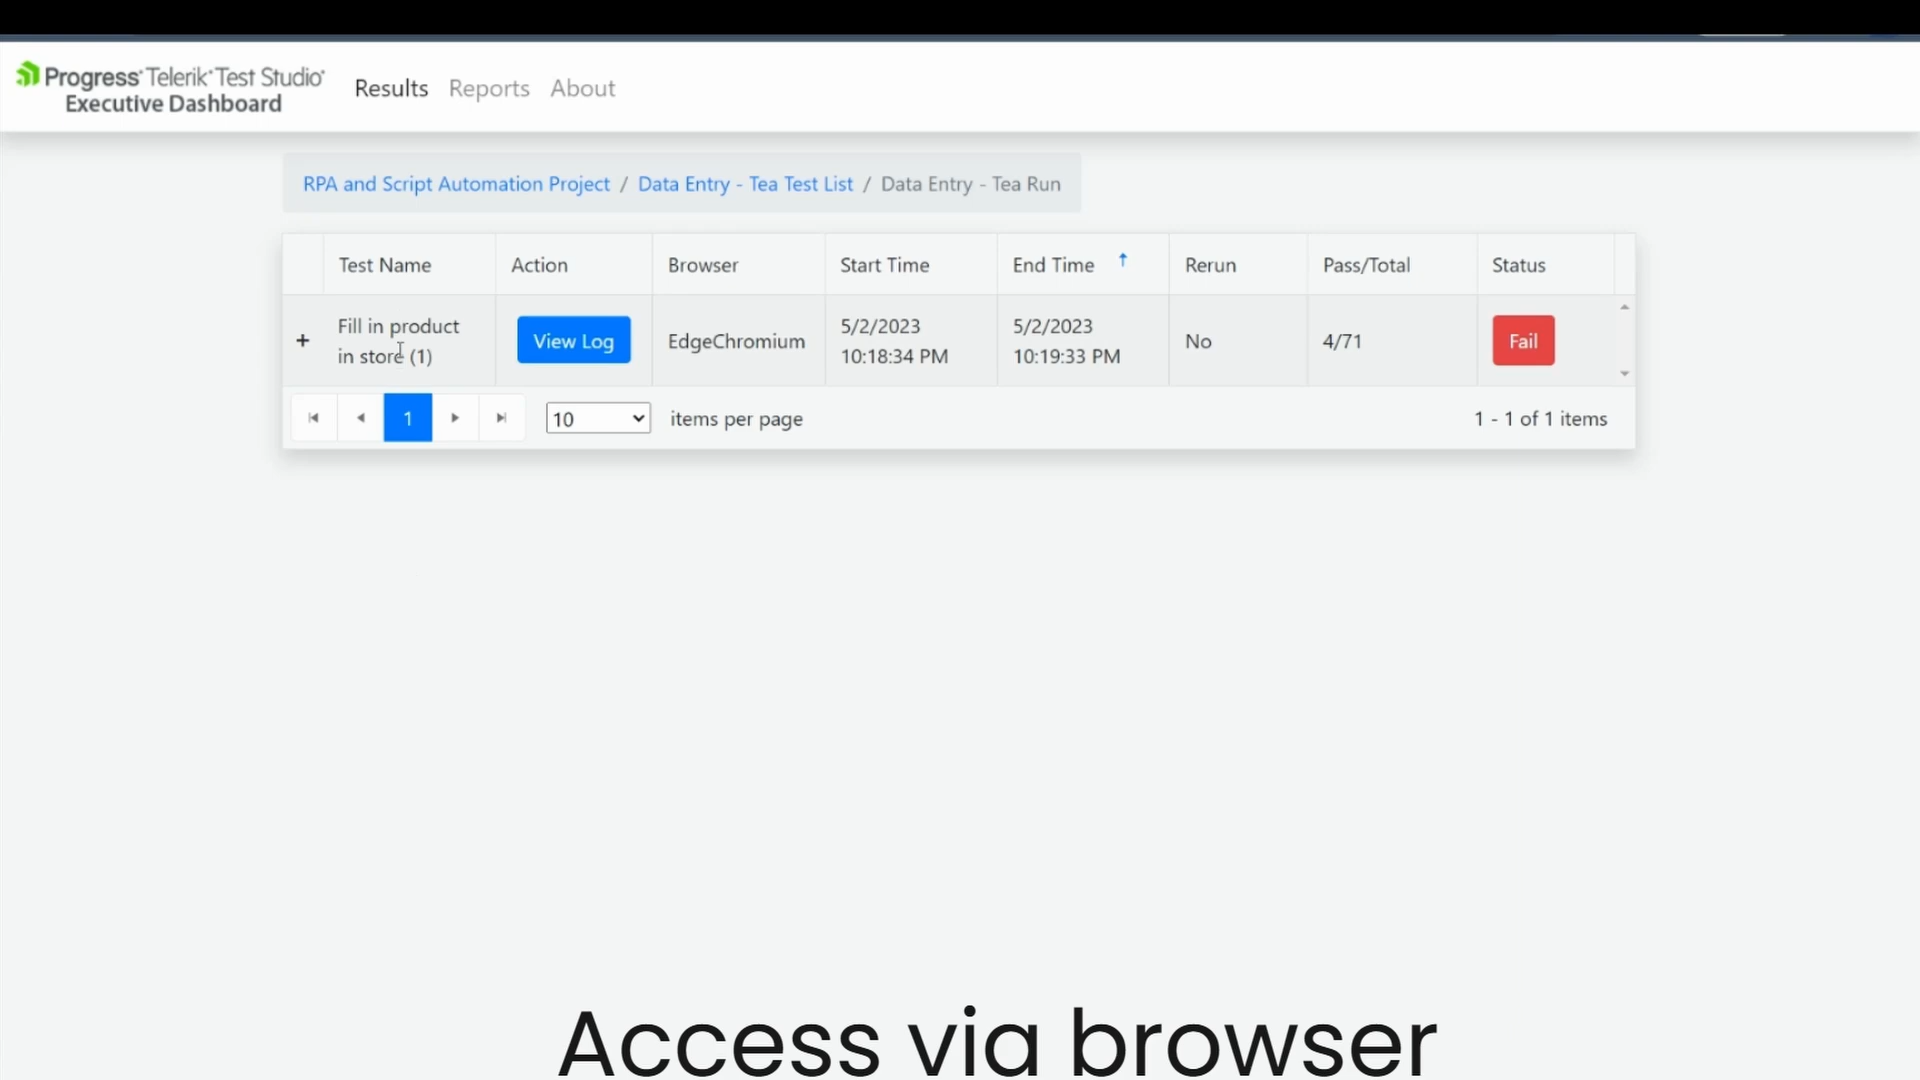 Progress Telerik Test Studio
Executive Dashboard
Results Reports About
RPA and Script Automation Project / Data Entry - Tea Test List / Data Entry - Tea Run
Test Name Action Browser Start Time End Time ↑ Rerun Pass/Total Status
+ Fill in product in store (1) View Log EdgeChromium 5/2/2023 10:18:34 PM 5/2/2023 10:19:33 PM No 4/71 Fail
1 10 items per page 1 - 1 of 1 items
Access via browser